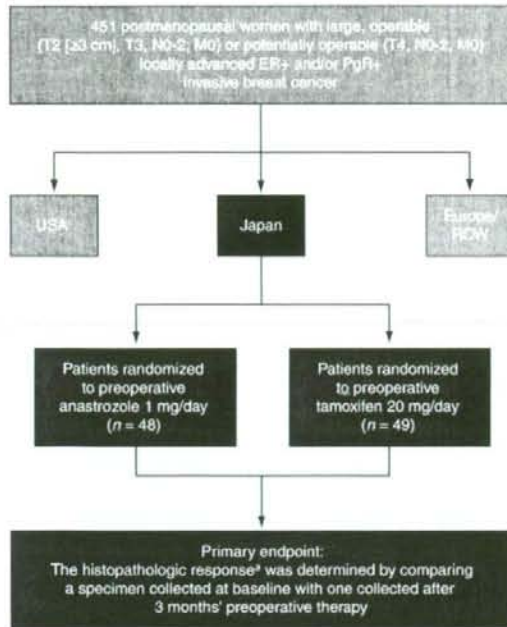 451 postmenopausal women with large, operable
(T2 [≥3 cm], T3, N0-2, M0) or potentially operable (T4, N0-2, M0)
locally advanced ER+ and/or PgR+
invasive breast cancer
USA
Japan
Europe/
ROW
Patients randomized
to preoperative
anastrozole 1 mg/day
(n = 48)
Patients randomized
to preoperative
tamoxifen 20 mg/day
(n = 49)
Primary endpoint:
The histopathologic responseª was determined by comparing
a specimen collected at baseline with one collected after
3 months' preoperative therapy